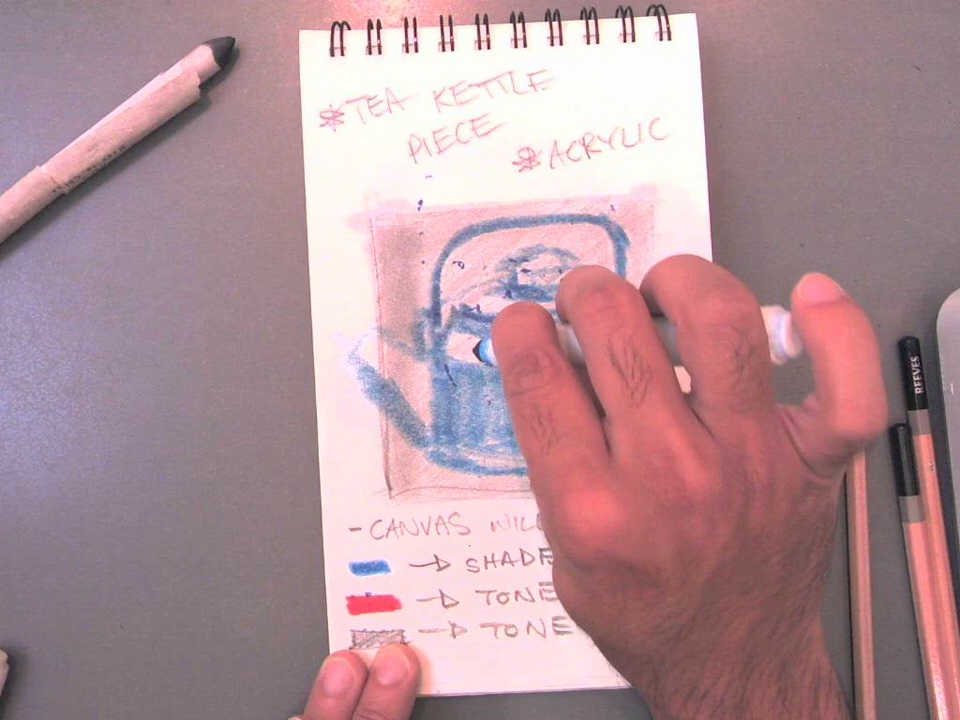 * TEA KETTLE
PIECE
* ACRYLIC
- CANVAS
→ SHADE
→ TONE
→ TONE
REEVES